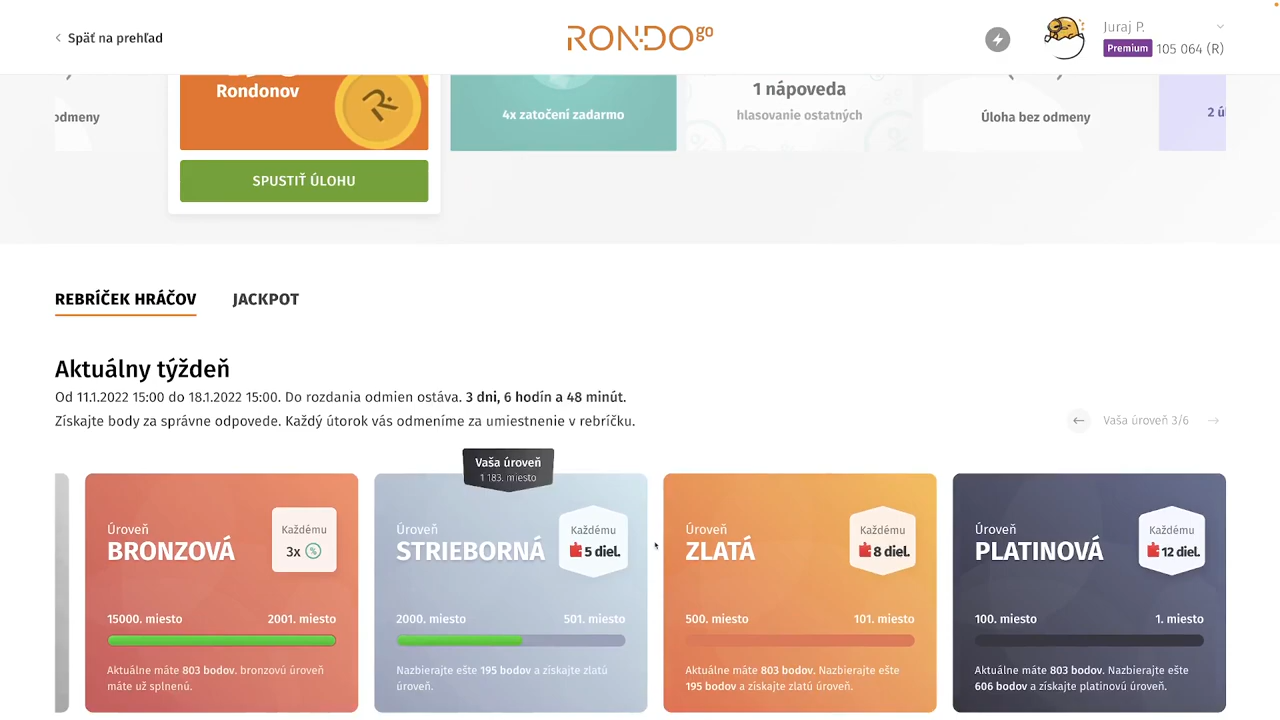 Späť na prehľad
RONDO go
Juraj P.
Premium 105 064 (R)
odmeny
Rondonov
SPUSTIŤ ÚLOHU
4x zatočení zadarmo
1 nápoveda
hlasovanie ostatných
Úloha bez odmeny
REBRÍČEK HRÁČOV
JACKPOT
Aktuálny týždeň
Od 11.1.2022 15:00 do 18.1.2022 15:00. Do rozdania odmien ostáva. 3 dni, 6 hodín a 48 minút.
Získajte body za správne odpovede. Každý útorok vás odmeníme za umiestnenie v rebríčku.
Vaša úroveň 3/6
Úroveň
BRONZOVÁ
Každému
3x
15000. miesto
2001. miesto
Aktuálne máte 803 bodov. bronzovú úroveň
máte už splnenú.
Vaša úroveň
1 183. miesto
Úroveň
STRIEBORNÁ
Každému
5 diel.
2000. miesto
501. miesto
Nazbierajte ešte 195 bodov a získajte zlatú
úroveň.
Úroveň
ZLATÁ
Každému
8 diel.
500. miesto
101. miesto
Aktuálne máte 803 bodov. Nazbierajte ešte
195 bodov a získajte zlatú úroveň.
Úroveň
PLATINOVÁ
Každému
12 diel.
100. miesto
1. miesto
Aktuálne máte 803 bodov. Nazbierajte ešte
606 bodov a získajte platinovú úroveň.